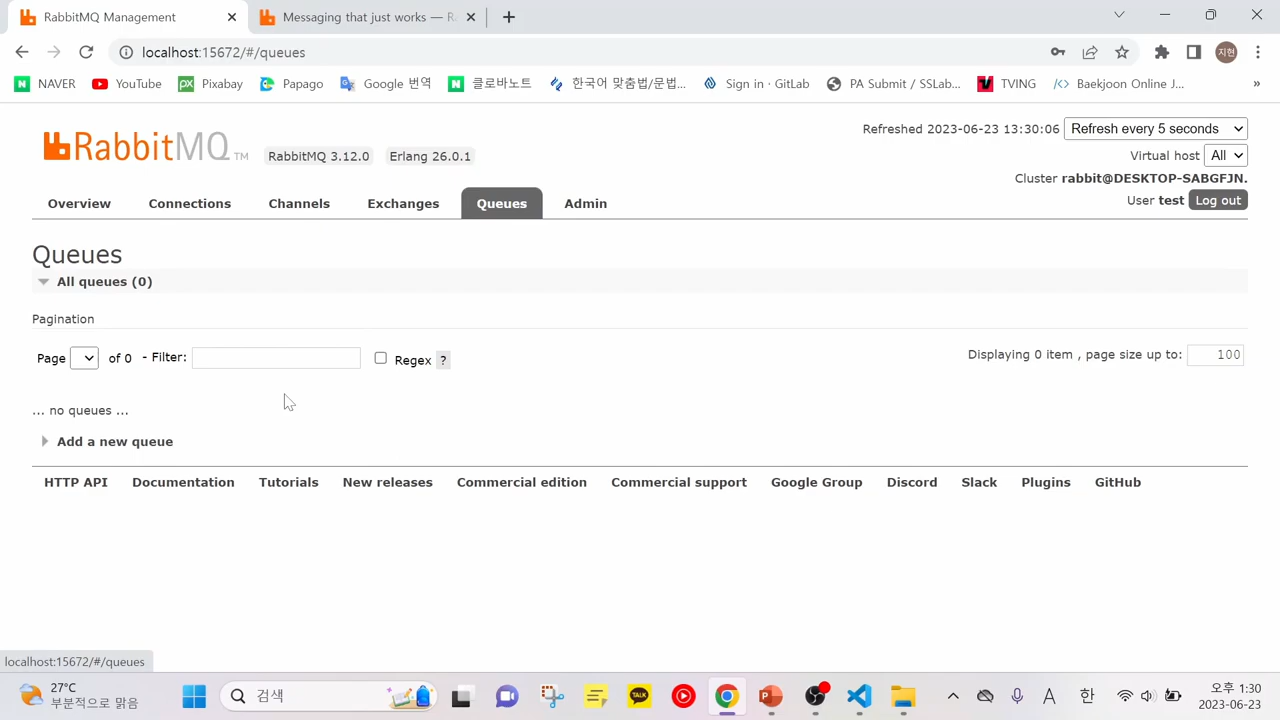 RabbitMQ Management
Messaging that just works — R
localhost:15672/#/queues
지현
NAVER
YouTube
Pixabay
Papago
Google 번역
클로바노트
한국어 맞춤법/문법...
Sign in · GitLab
PA Submit / SSLab...
TVING
Baekjoon Online J...
»
RabbitMQ TM
RabbitMQ 3.12.0
Erlang 26.0.1
Refreshed 2023-06-23 13:30:06
Refresh every 5 seconds
Virtual host All
Cluster rabbit@DESKTOP-SABGFJN.
User test Log out
Overview
Connections
Channels
Exchanges
Queues
Admin
Queues
All queues (0)
Pagination
Page of 0 - Filter: Regex ?
Displaying 0 item , page size up to: 100
... no queues ...
Add a new queue
HTTP API
Documentation
Tutorials
New releases
Commercial edition
Commercial support
Google Group
Discord
Slack
Plugins
GitHub
localhost:15672/#/queues
27°C
부분적으로 맑음
검색
TALK
A
한
오후 1:30
2023-06-23